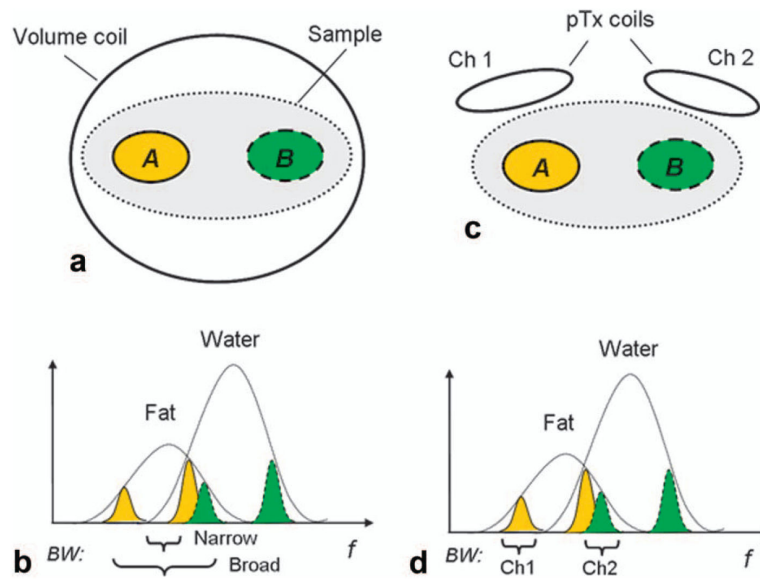 Volume coil
Sample
A
B
a
pTx coils
Ch 1
Ch 2
A
B
c
Water
Fat
b
BW:
Narrow
Broad
f
Water
Fat
d
BW:
Ch1
Ch2
f